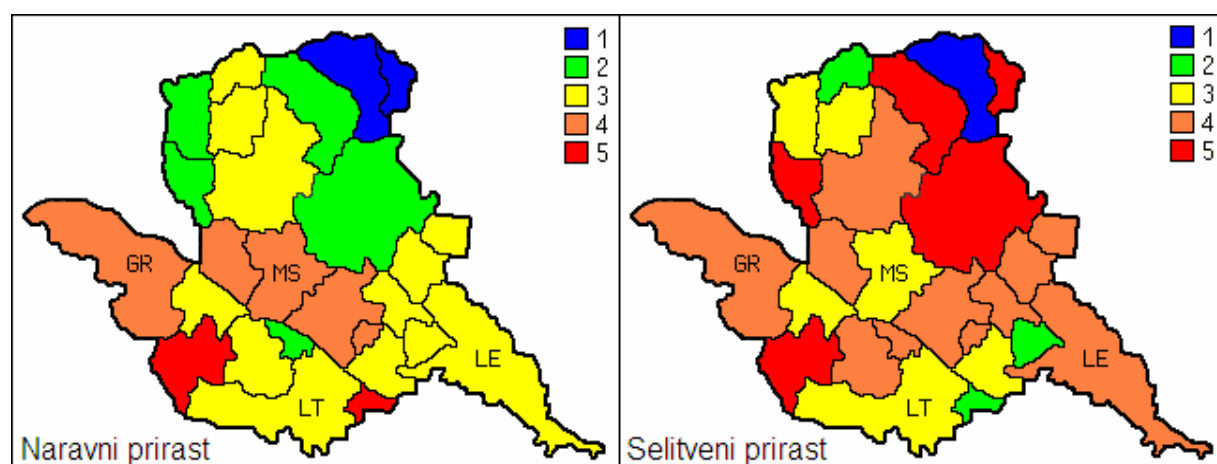 1
2
3
4
5
GR
MS
LE
LT
Naravni prirast
1
2
3
4
5
GR
MS
LE
LT
Selitveni prirast